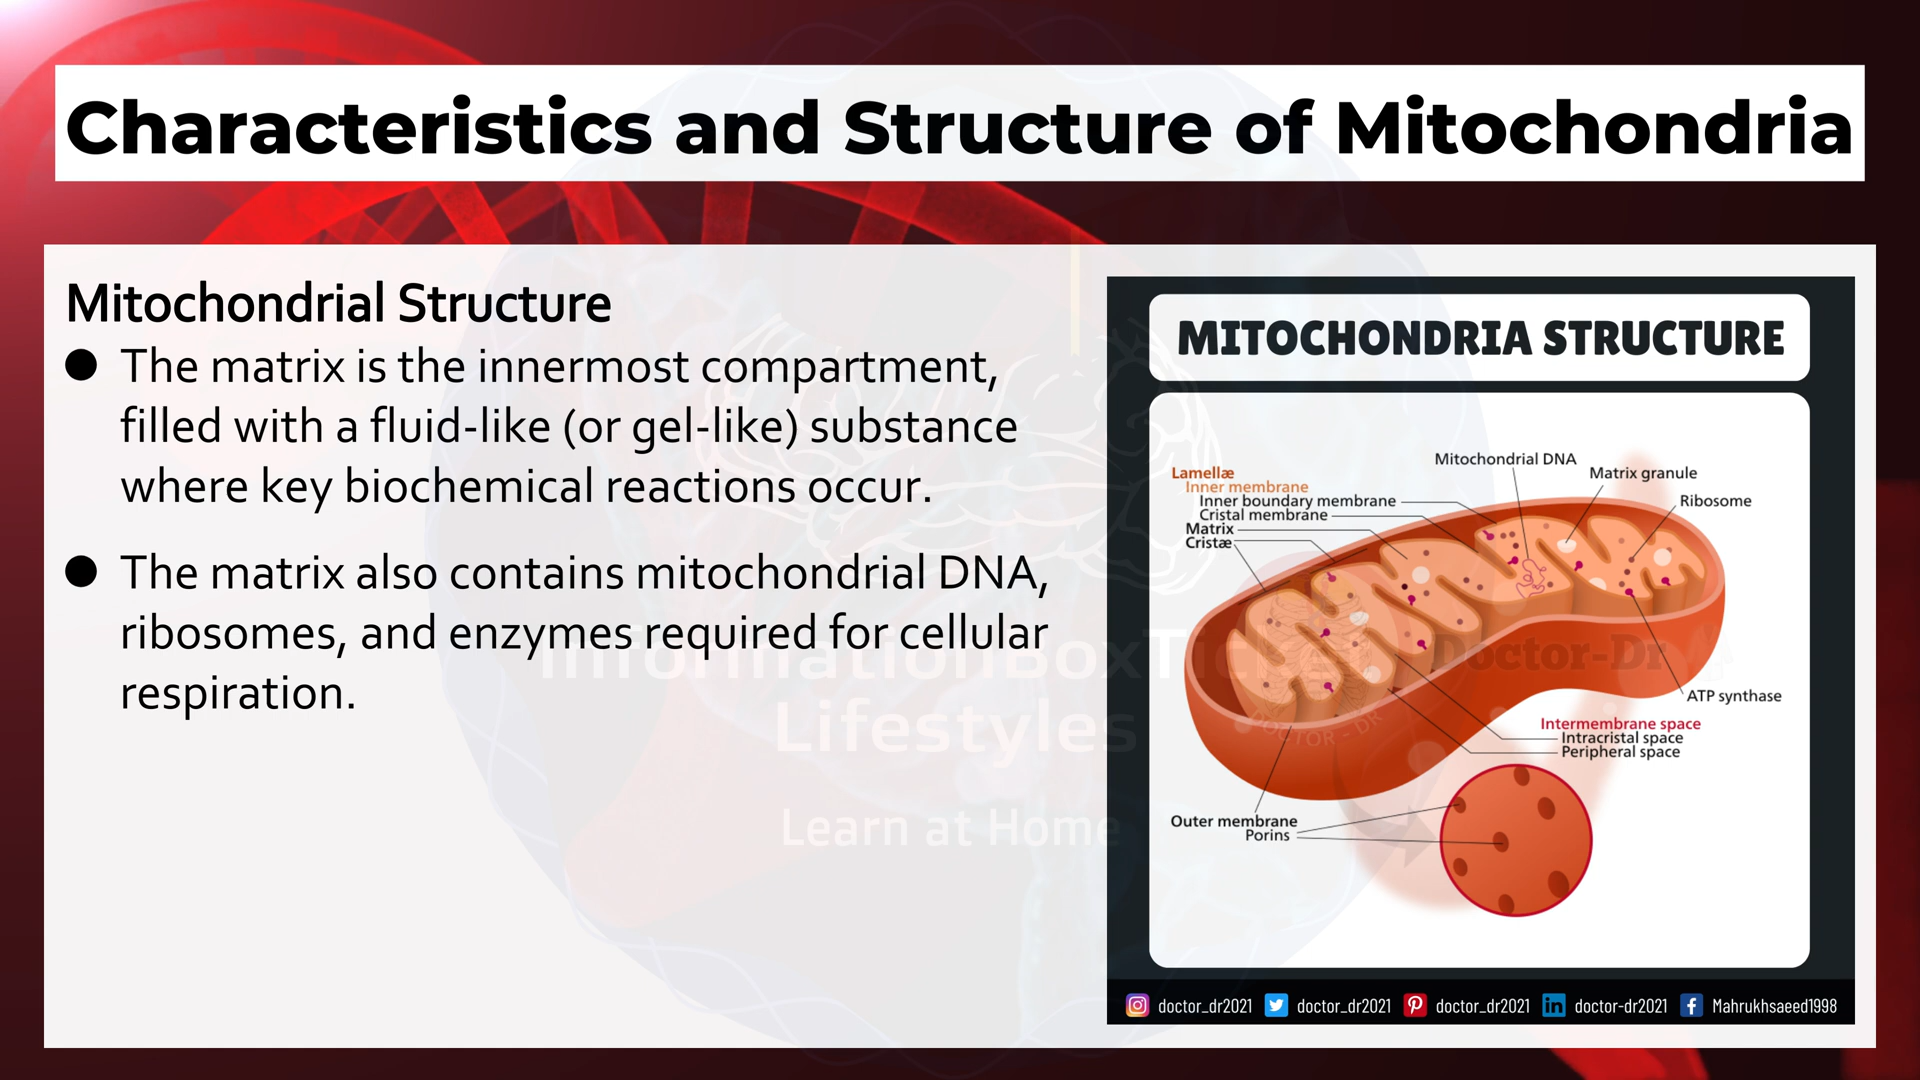 Characteristics and Structure of Mitochondria
Mitochondrial Structure
● The matrix is the innermost compartment,
filled with a fluid-like (or gel-like) substance
where key biochemical reactions occur.
● The matrix also contains mitochondrial DNA,
ribosomes, and enzymes required for cellular
respiration.
Lifestyles
Learn at Home
MITOCHONDRIA STRUCTURE
Mitochondrial DNA
Matrix granule
Ribosome
Lamellæ
Inner membrane
Inner boundary membrane
Cristal membrane
Matrix
Cristæ
Doctor-Dr
DOCTOR - DR
ATP synthase
Intermembrane space
Intracristal space
Peripheral space
Outer membrane
Porins
doctor_dr2021 doctor_dr2021 doctor_dr2021 doctor-dr2021 Mahrukhsaeed1998